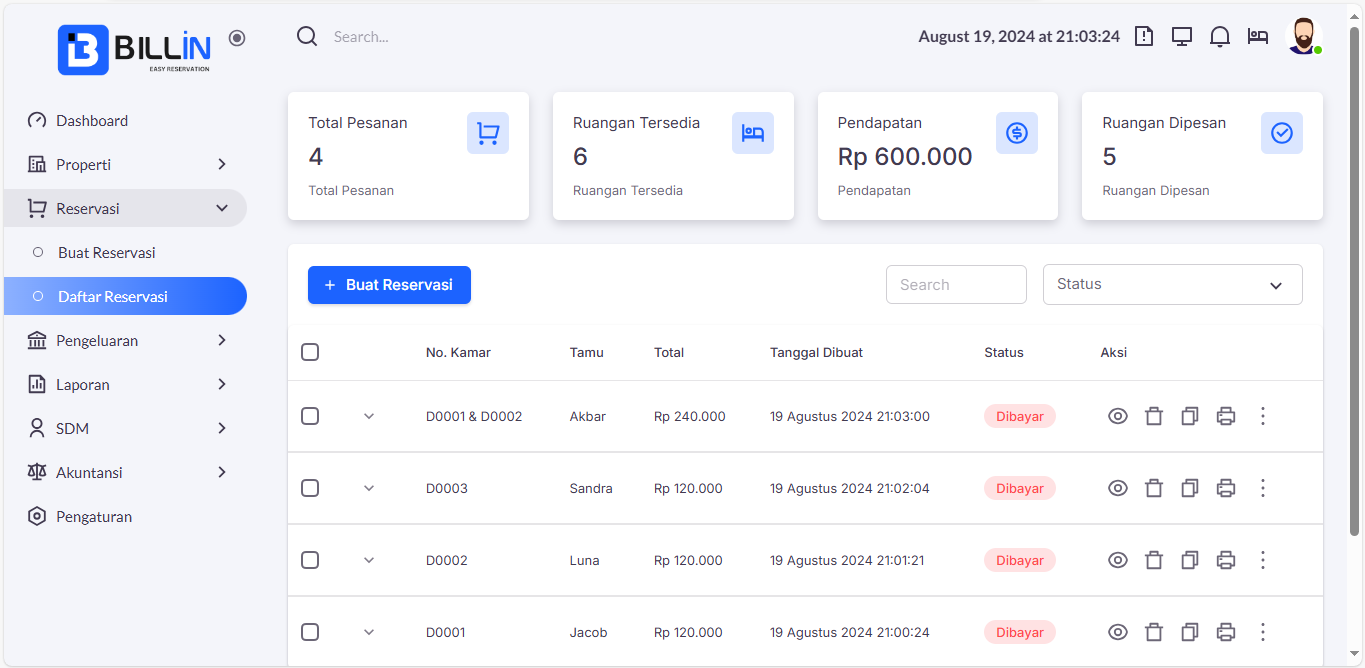 BILLiN
EASY RESERVATION
Search...
August 19, 2024 at 21:03:24
Dashboard
Properti
Reservasi
Buat Reservasi
Daftar Reservasi
Pengeluaran
Laporan
SDM
Akuntansi
Pengaturan
Total Pesanan
4
Total Pesanan
Ruangan Tersedia
6
Ruangan Tersedia
Pendapatan
Rp 600.000
Pendapatan
Ruangan Dipesan
5
Ruangan Dipesan
+ Buat Reservasi
Search
Status
No. Kamar Tamu Total Tanggal Dibuat Status Aksi
D0001 & D0002 Akbar Rp 240.000 19 Agustus 2024 21:03:00 Dibayar
D0003 Sandra Rp 120.000 19 Agustus 2024 21:02:04 Dibayar
D0002 Luna Rp 120.000 19 Agustus 2024 21:01:21 Dibayar
D0001 Jacob Rp 120.000 19 Agustus 2024 21:00:24 Dibayar